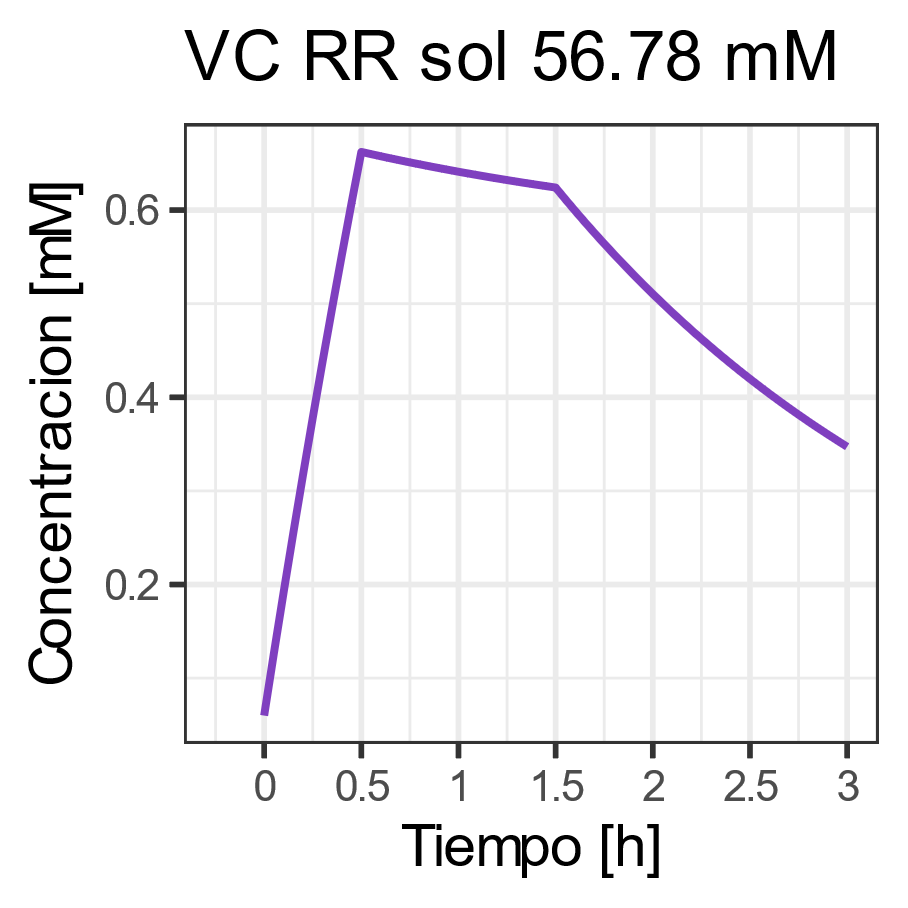 VC RR sol 56.78 mM
Concentracion [mM]
0.6
0.4
0.2
0 0.5 1 1.5 2 2.5 3
Tiempo [h]